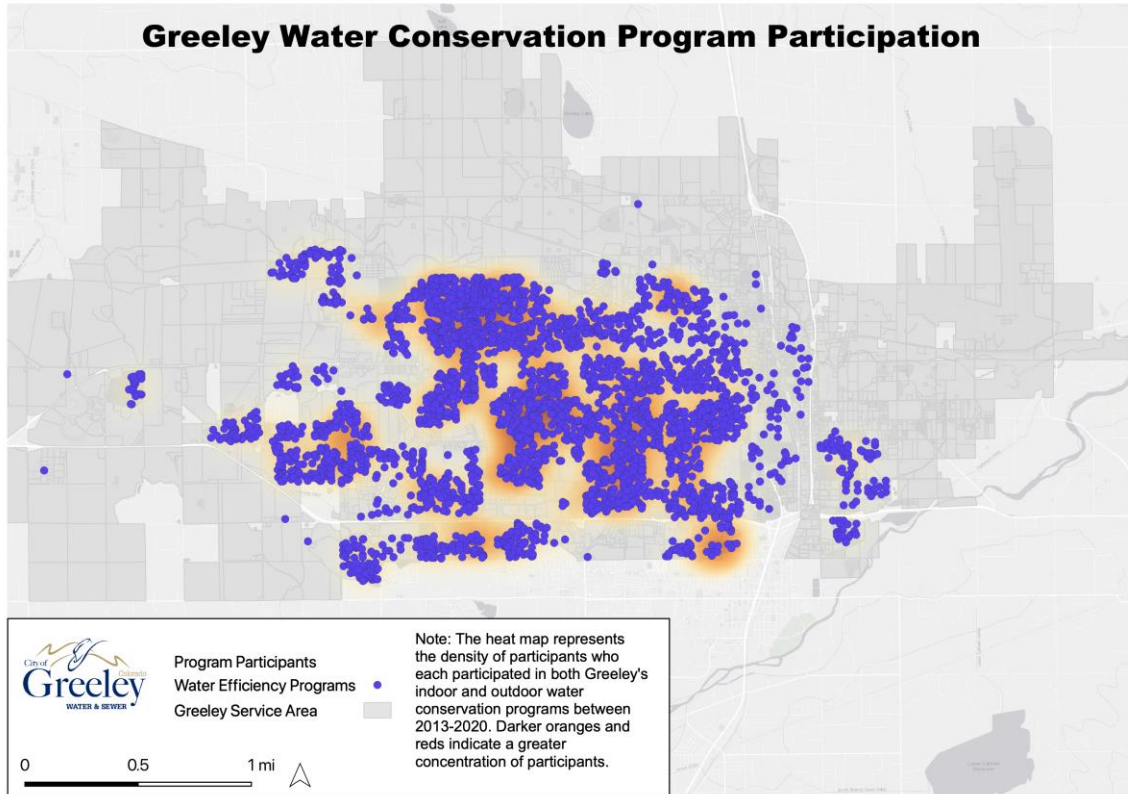 Greeley Water Conservation Program Participation
City of
Greeley
Colorado
WATER & SEWER
Program Participants
Water Efficiency Programs
Greeley Service Area
0 0.5 1 mi
Note: The heat map represents
the density of participants who
each participated in both Greeley's
indoor and outdoor water
conservation programs between
2013-2020. Darker oranges and
reds indicate a greater
concentration of participants.